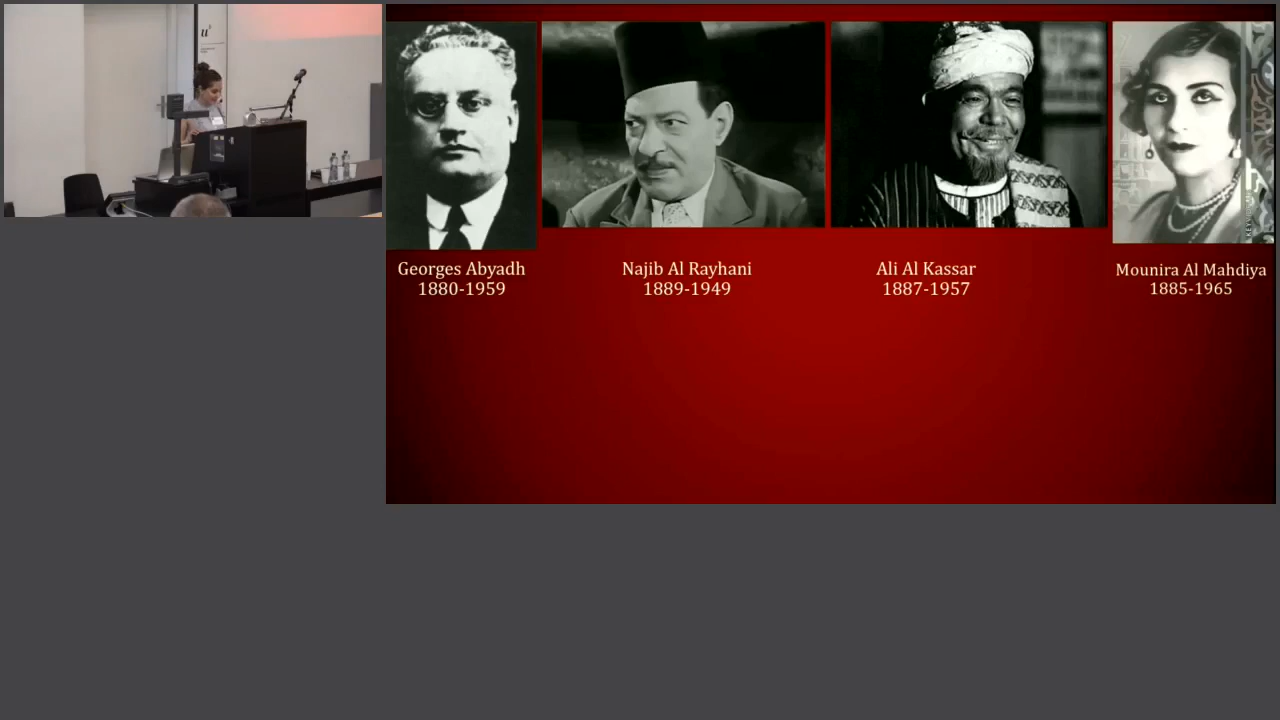 u
Georges Abyadh
1880-1959
Najib Al Rayhani
1889-1949
Ali Al Kassar
1887-1957
Mounira Al Mahdiya
1885-1965